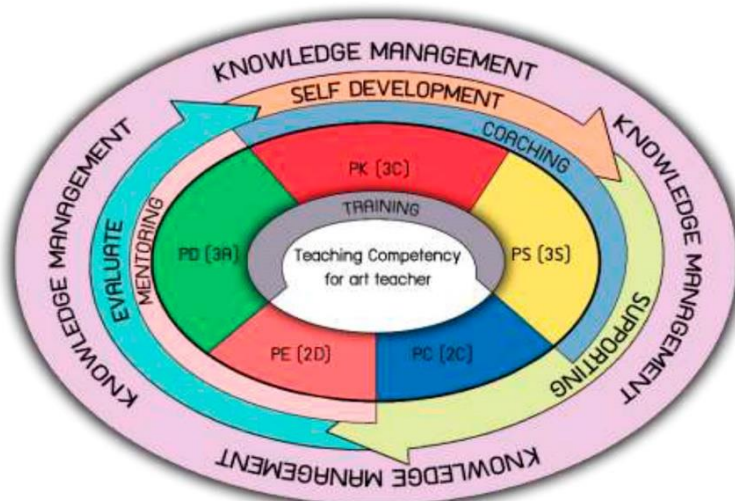 KNOWLEDGE MANAGEMENT
SELF DEVELOPMENT
COACHING
KNOWLEDGE MANAGEMENT
KNOWLEDGE MANAGEMENT
EVALUATE
MENTORING
PK (3C)
TRAINING
PD (3A)
Teaching Competency
for art teacher
PS (3S)
PE (2D)
PC (2C)
SUPPORTING
KNOWLEDGE MANAGEMENT